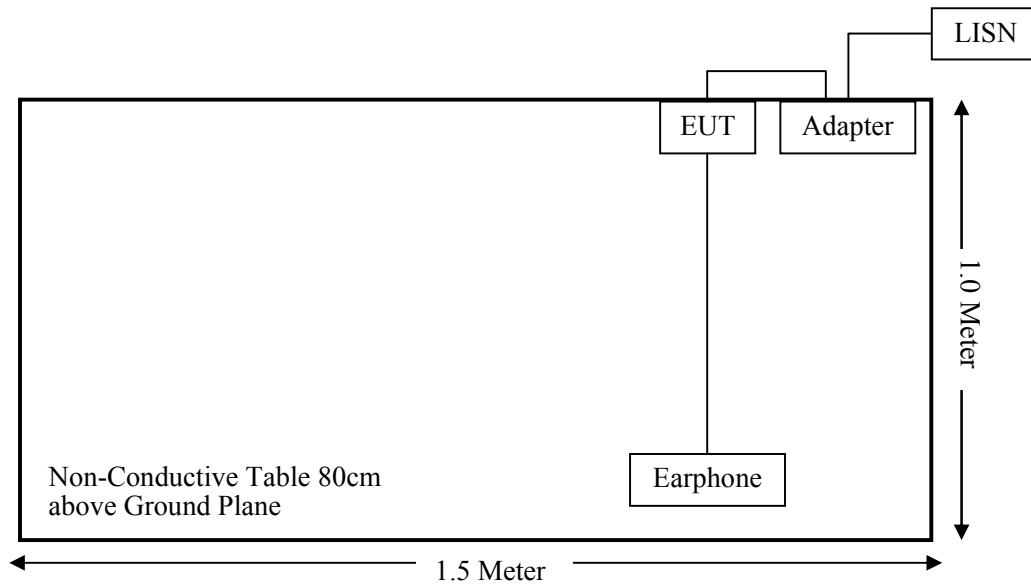 LISN
EUT
Adapter
1.0 Meter
Non-Conductive Table 80cm
above Ground Plane
Earphone
1.5 Meter